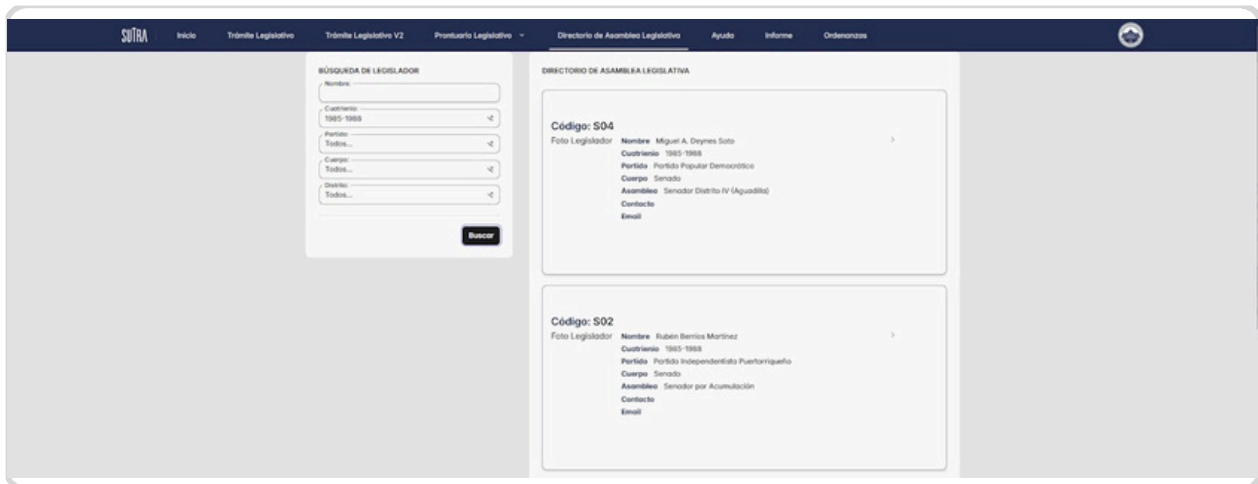 SUTRA Inicio Trámite Legislativo Trámite Legislativo V2 Prontuario Legislativo Directorio de Asamblea Legislativa Ayuda Informe Ordenanzas
BÚSQUEDA DE LEGISLADOR
Nombre:
Cuatrienio:
1985-1988
Partido:
Todos...
Cuerpo:
Todos...
Distrito:
Todos...
Buscar
DIRECTORIO DE ASAMBLEA LEGISLATIVA
Código: S04
Foto Legislador
Nombre Miguel A. Deynes Soto
Cuatrienio 1985-1988
Partido Partido Popular Democrático
Cuerpo Senado
Asamblea Senador Distrito IV (Aguadilla)
Contacto
Email
Código: S02
Foto Legislador
Nombre Rubén Berríos Martínez
Cuatrienio 1985-1988
Partido Partido Independentista Puertorriqueño
Cuerpo Senado
Asamblea Senador por Acumulación
Contacto
Email